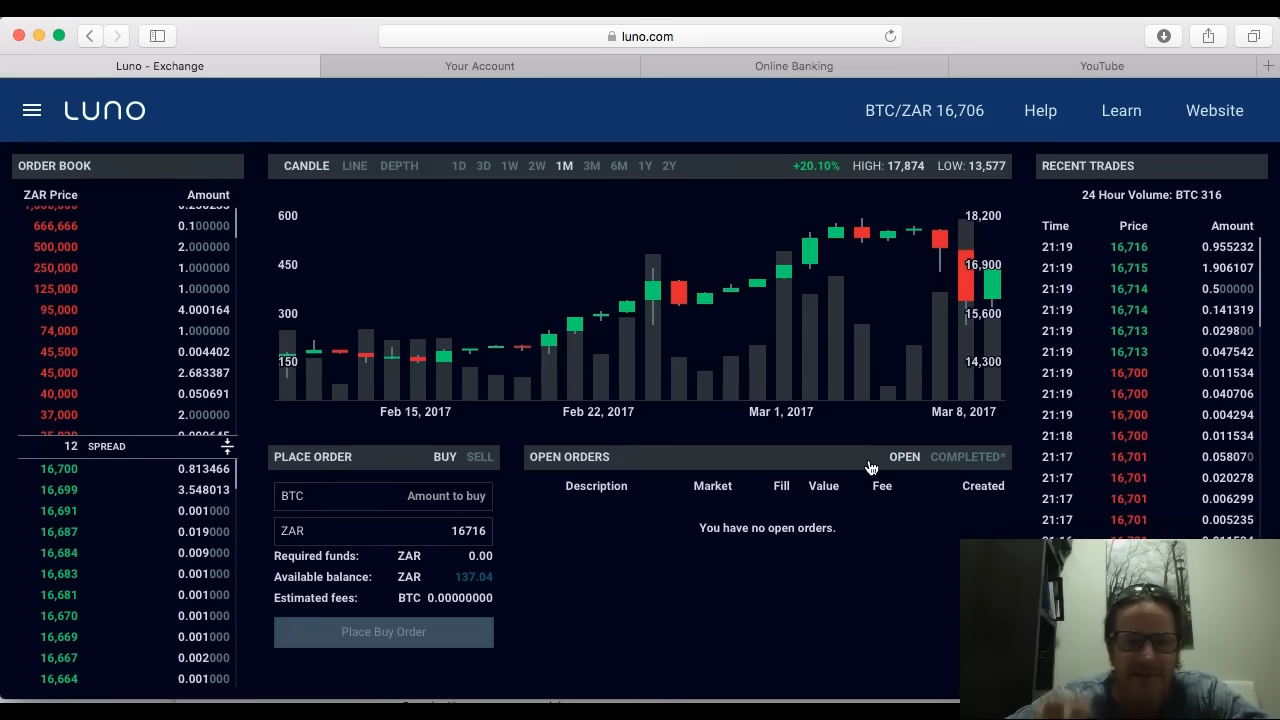 luno.com
Luno - Exchange
Your Account
Online Banking
YouTube
LUNO
BTC/ZAR 16,706
Help
Learn
Website
ORDER BOOK
ZAR Price Amount
666,666 0.100000
500,000 2.000000
250,000 1.000000
125,000 1.000000
95,000 4.000164
74,000 1.000000
45,500 0.004402
45,000 2.683387
40,000 0.050691
37,000 2.000000
12 SPREAD
16,700 0.813466
16,699 3.548013
16,691 0.001000
16,687 0.019000
16,684 0.009000
16,683 0.001000
16,681 0.001000
16,670 0.001000
16,669 0.001000
16,667 0.002000
16,664 0.001000
CANDLE LINE DEPTH 1D 3D 1W 2W 1M 3M 6M 1Y 2Y +20.10% HIGH: 17,874 LOW: 13,577
600 18,200
450 16,900
300 15,600
150 14,300
Feb 15, 2017 Feb 22, 2017 Mar 1, 2017 Mar 8, 2017
PLACE ORDER BUY SELL
BTC Amount to buy
ZAR 16716
Required funds: ZAR 0.00
Available balance: ZAR 137.04
Estimated fees: BTC 0.00000000
Place Buy Order
OPEN ORDERS OPEN COMPLETED*
Description Market Fill Value Fee Created
You have no open orders.
RECENT TRADES
24 Hour Volume: BTC 316
Time Price Amount
21:19 16,716 0.955232
21:19 16,715 1.906107
21:19 16,714 0.500000
21:19 16,714 0.141319
21:19 16,713 0.029800
21:19 16,713 0.047542
21:19 16,700 0.011534
21:19 16,700 0.040706
21:19 16,700 0.004294
21:18 16,700 0.011534
21:17 16,701 0.058070
21:17 16,701 0.020278
21:17 16,701 0.006299
21:17 16,701 0.005235